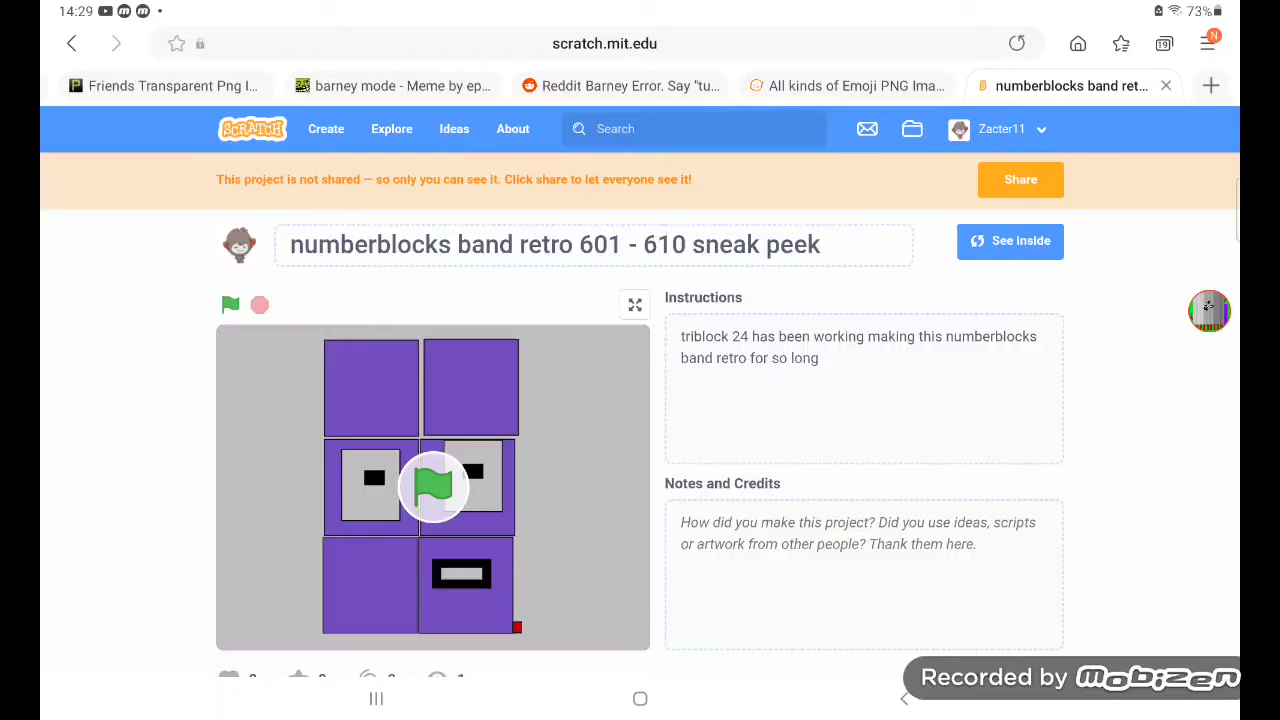 14:29
73%
scratch.mit.edu
19
N
Friends Transparent Png I...
barney mode - Meme by ep...
Reddit Barney Error. Say "tu...
All kinds of Emoji PNG Ima...
numberblocks band ret...
SCRATCH
Create
Explore
Ideas
About
Search
Zacter11
This project is not shared — so only you can see it. Click share to let everyone see it!
Share
numberblocks band retro 601 - 610 sneak peek
See inside
Instructions
triblock 24 has been working making this numberblocks
band retro for so long
Notes and Credits
How did you make this project? Did you use ideas, scripts
or artwork from other people? Thank them here.
Recorded by mobizen